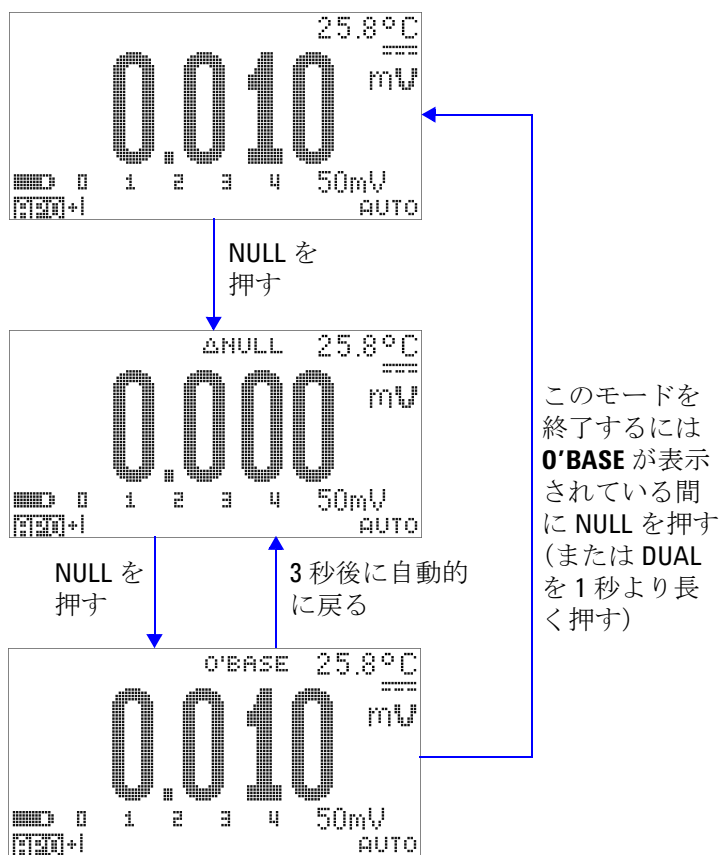 25.8°C
0.010 mV
0 1 2 3 4 50mV
APO AUTO
NULL を
押す
ΔNULL 25.8°C
0.000 mV
0 1 2 3 4 50mV
APO AUTO
NULL を
押す
3 秒後に自動的
に戻る
O'BASE 25.8°C
0.010 mV
0 1 2 3 4 50mV
APO AUTO
このモードを
終了するには
O’BASE が表示
されている間
に NULL を押す
（または DUAL
を 1 秒より長
く押す）